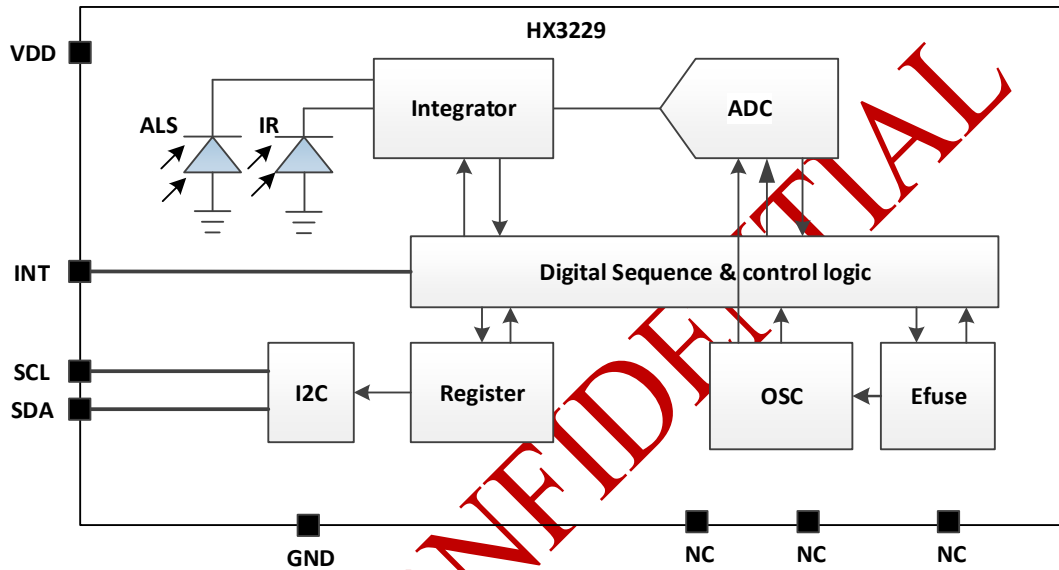 HX3229
VDD
Integrator
ADC
ALS
IR
INT
Digital Sequence & control logic
SCL
SDA
I2C
Register
OSC
Efuse
GND
NC
NC
NC
NFIDENTIAL